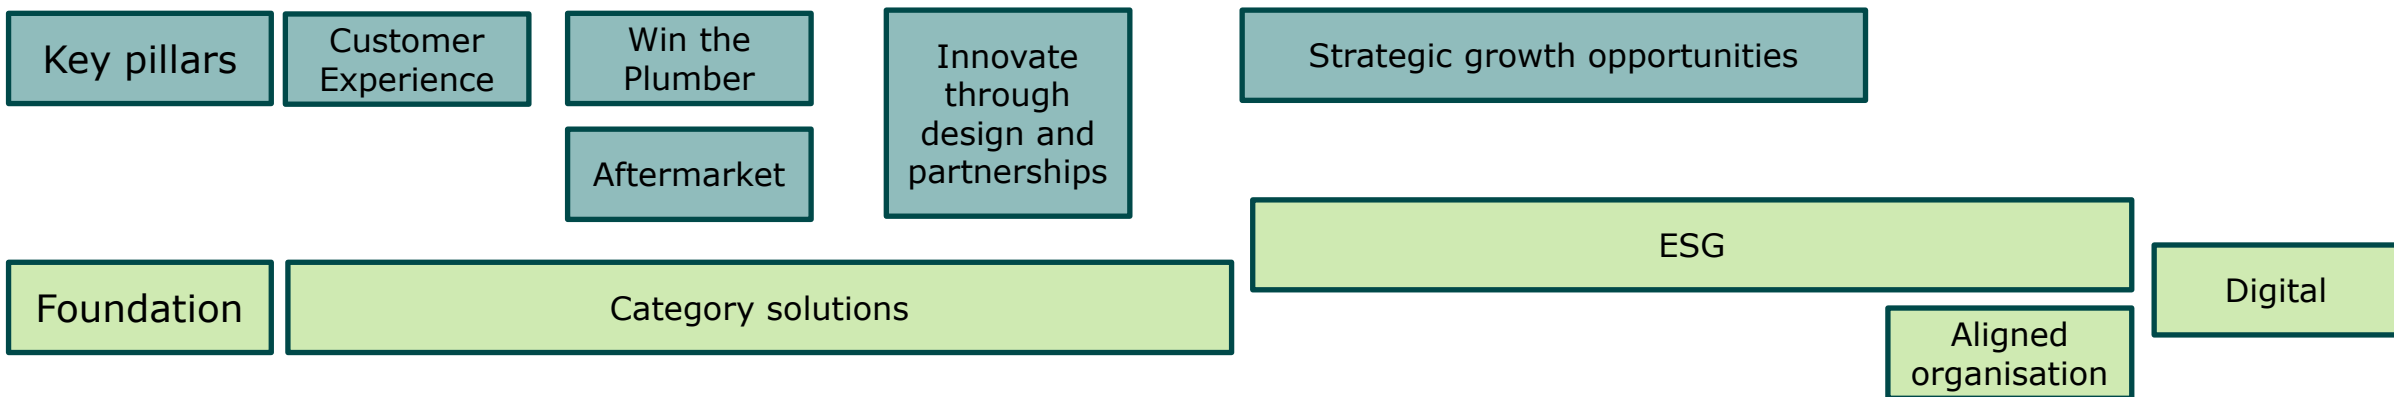 Key pillars
Customer
Experience
Win the
Plumber
Aftermarket
Innovate
through
design and
partnerships
Strategic growth opportunities
Foundation
Category solutions
ESG
Aligned
organisation
Digital